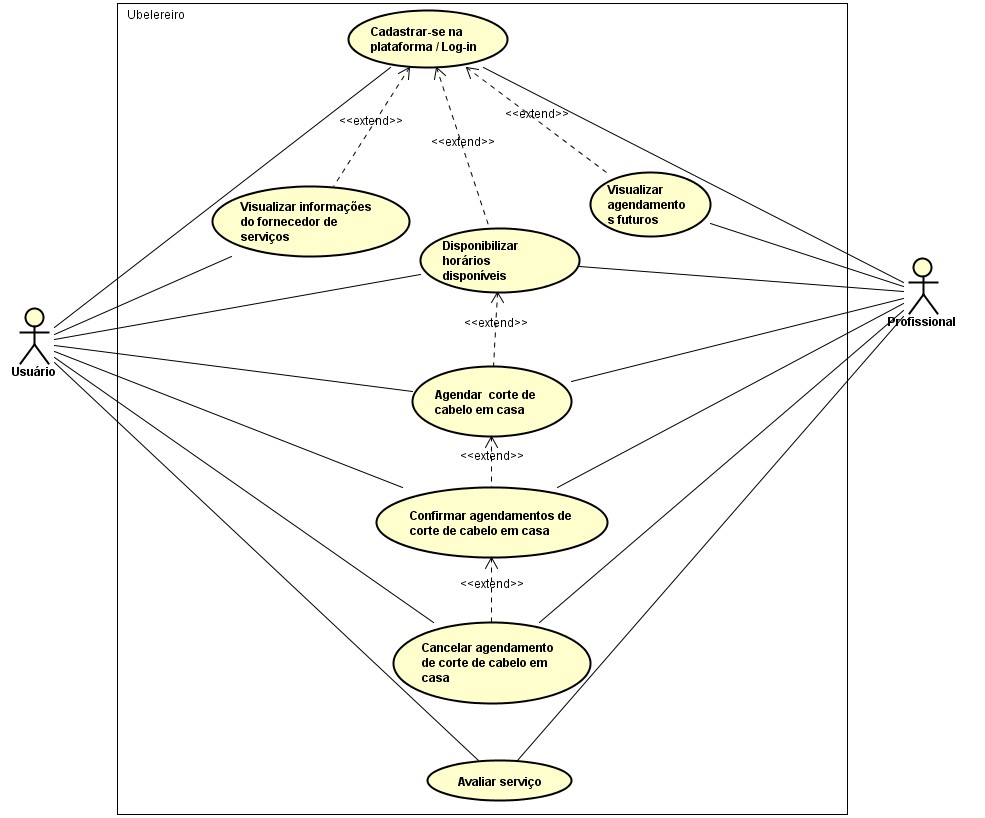 Ubelereiro
Cadastrar-se na
plataforma / Log-in
<<extend>>
<<extend>>
<<extend>>
Visualizar informações
do fornecedor de
serviços
Visualizar
agendamento
s futuros
Disponibilizar
horários
disponíveis
Usuário
Profissional
<<extend>>
Agendar corte de
cabelo em casa
<<extend>>
Confirmar agendamentos de
corte de cabelo em casa
<<extend>>
Cancelar agendamento
de corte de cabelo em
casa
Avaliar serviço